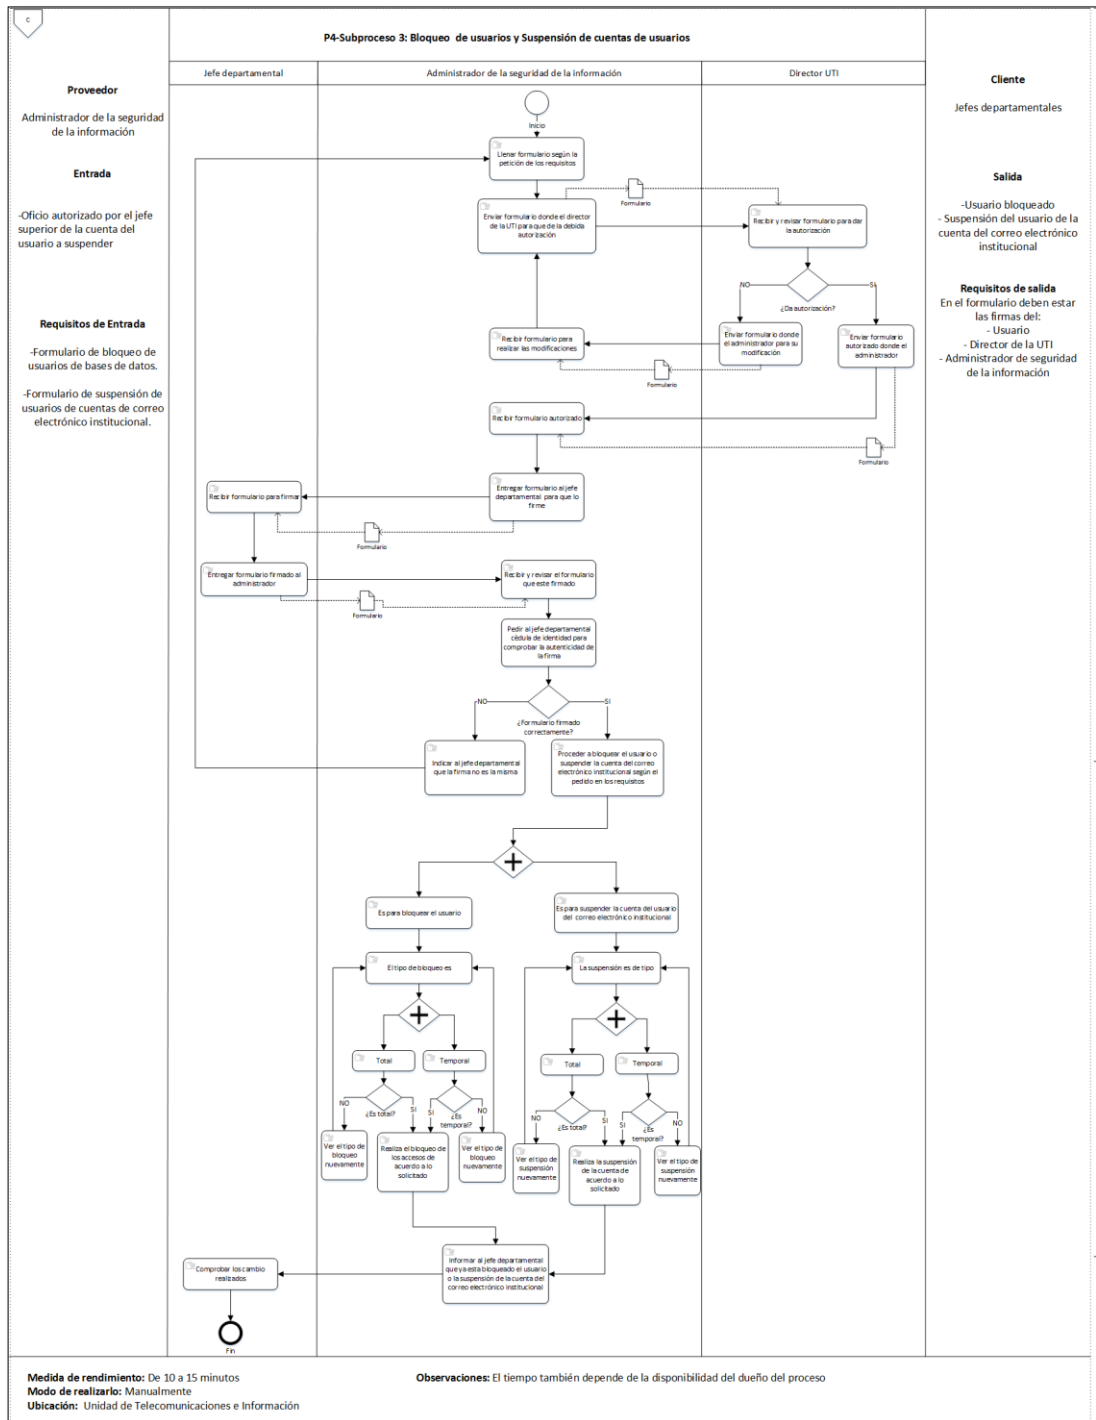 C
P4-Subproceso 3: Bloqueo de usuarios y Suspensión de cuentas de usuarios
Jefe departamental
Administrador de la seguridad de la información
Director UTI
Proveedor
Administrador de la seguridad
de la información
Entrada
-Oficio autorizado por el jefe
superior de la cuenta del
usuario a suspender
Requisitos de Entrada
-Formulario de bloqueo de
usuarios de bases de datos.
-Formulario de suspensión de
usuarios de cuentas de correo
electrónico institucional.
Cliente
Jefes departamentales
Salida
-Usuario bloqueado
- Suspensión del usuario de la
cuenta del correo electrónico
institucional
Requisitos de salida
En el formulario deben estar
las firmas del:
- Usuario
- Director de la UTI
- Administrador de seguridad
de la información
Inicio
Llenar formulario según la
petición de los requisitos
Formulario
Enviar formulario donde el director
de la UTI para que de la debida
autorización
Recibir y revisar formulario para dar
la autorización
NO
SI
¿Da autorización?
Recibir formulario para
realizar las modificaciones
Enviar formulario donde
el administrador para su
modificación
Enviar formulario
autorizado donde el
administrador
Formulario
Recibir formulario autorizado
Formulario
Entregar formulario al jefe
departamental para que lo
firme
Recibir formulario para firmar
Formulario
Entregar formulario firmado al
administrador
Recibir y revisar el formulario
que este firmado
Formulario
Pedir al jefe departamental
cédula de identidad para
comprobar la autenticidad de
la firma
NO
SI
¿Formulario firmado
correctamente?
Indicar al jefe departamental
que la firma no es la misma
Proceder a bloquear el usuario o
suspender la cuenta del correo
electrónico institucional según el
pedido en los requisitos
Es para bloquear el usuario
Es para suspender la cuenta del usuario
del correo electrónico institucional
El tipo de bloqueo es
La suspensión es de tipo
Total
Temporal
Total
Temporal
NO
¿Es total?
SI
SI
¿Es
temporal?
NO
NO
¿Es total?
SI
SI
¿Es
temporal?
NO
Ver el tipo de
bloqueo
nuevamente
Realiza el bloqueo de
los accesos de
acuerdo a lo
solicitado
Ver el tipo de
bloqueo
nuevamente
Ver el tipo de
suspensión
nuevamente
Realiza la suspensión
de la cuenta de
acuerdo a lo
solicitado
Ver el tipo de
suspensión
nuevamente
Informar al jefe departamental
que ya esta bloqueado el usuario
o la suspensión de la cuenta del
correo electrónico institucional
Comprobar los cambio
realizados
Fin
Medida de rendimiento: De 10 a 15 minutos
Modo de realizarlo: Manualmente
Ubicación: Unidad de Telecomunicaciones e Información
Observaciones: El tiempo también depende de la disponibilidad del dueño del proceso